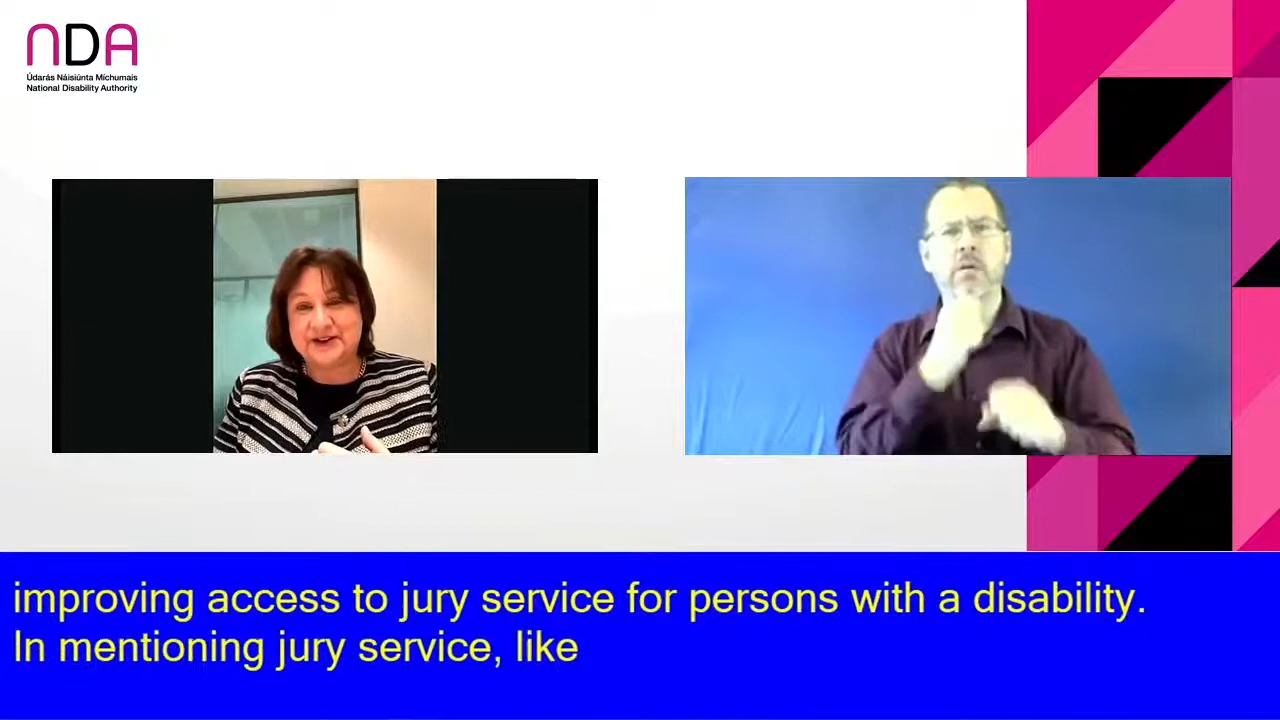 NDA
Údarás Náisiúnta Míchumais
National Disability Authority
improving access to jury service for persons with a disability.
In mentioning jury service, like